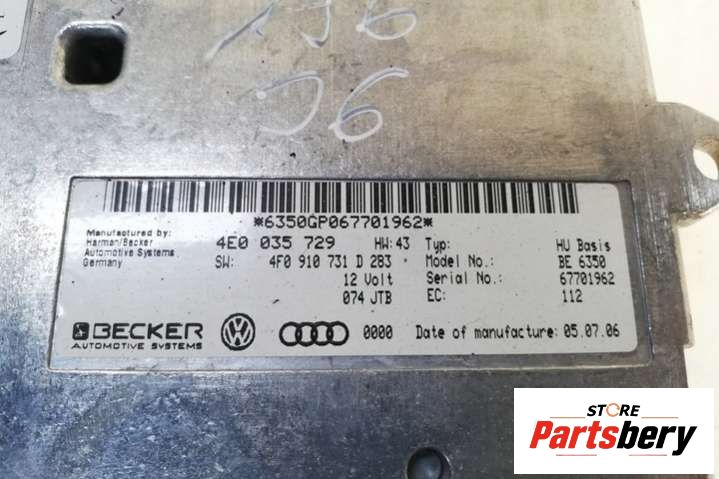 136
J6
*6350GP067701962*
Manufactured by:
Harman/Becker
Automotive Systems
Germany
4E0 035 729 HW: 43 Typ: HU Basis
SW: 4F0 910 731 D 283 Model No.: BE 6350
12 Volt Serial No.: 67701962
074 JTB EC: 112
BECKER
AUTOMOTIVE SYSTEMS
0000 Date of manufacture: 05.07.06
STORE
Partsbery